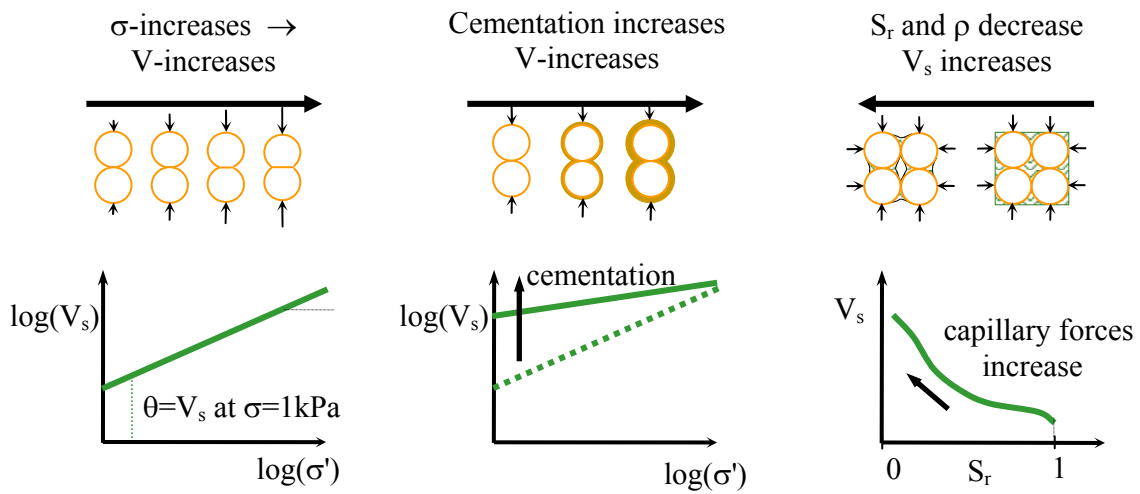 σ-increases →
V-increases
Cementation increases
V-increases
Sr and ρ decrease
Vs increases
log(Vs)
θ=Vs at σ=1kPa
log(σ')
cementation
log(Vs)
log(σ')
Vs
capillary forces
increase
0 Sr 1